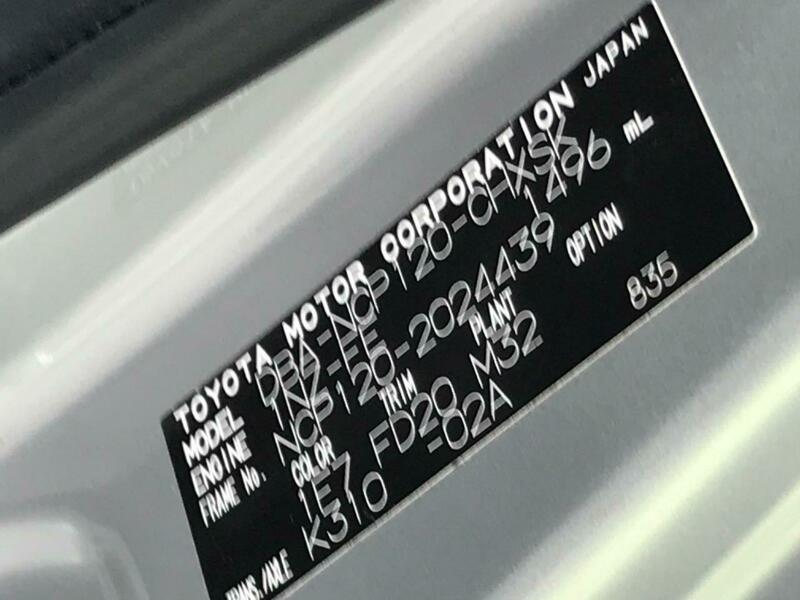 TOYOTA MOTOR CORPORATION JAPAN
MODEL DBA-NCP120-CHXSK
ENGINE 1NZ-FE 1496 mL
FRAME No. NCP120-2024439
COLOR TRIM PLANT OPTION
1E7 FD20 M32 835
TRANS./AXLE K310 -02A